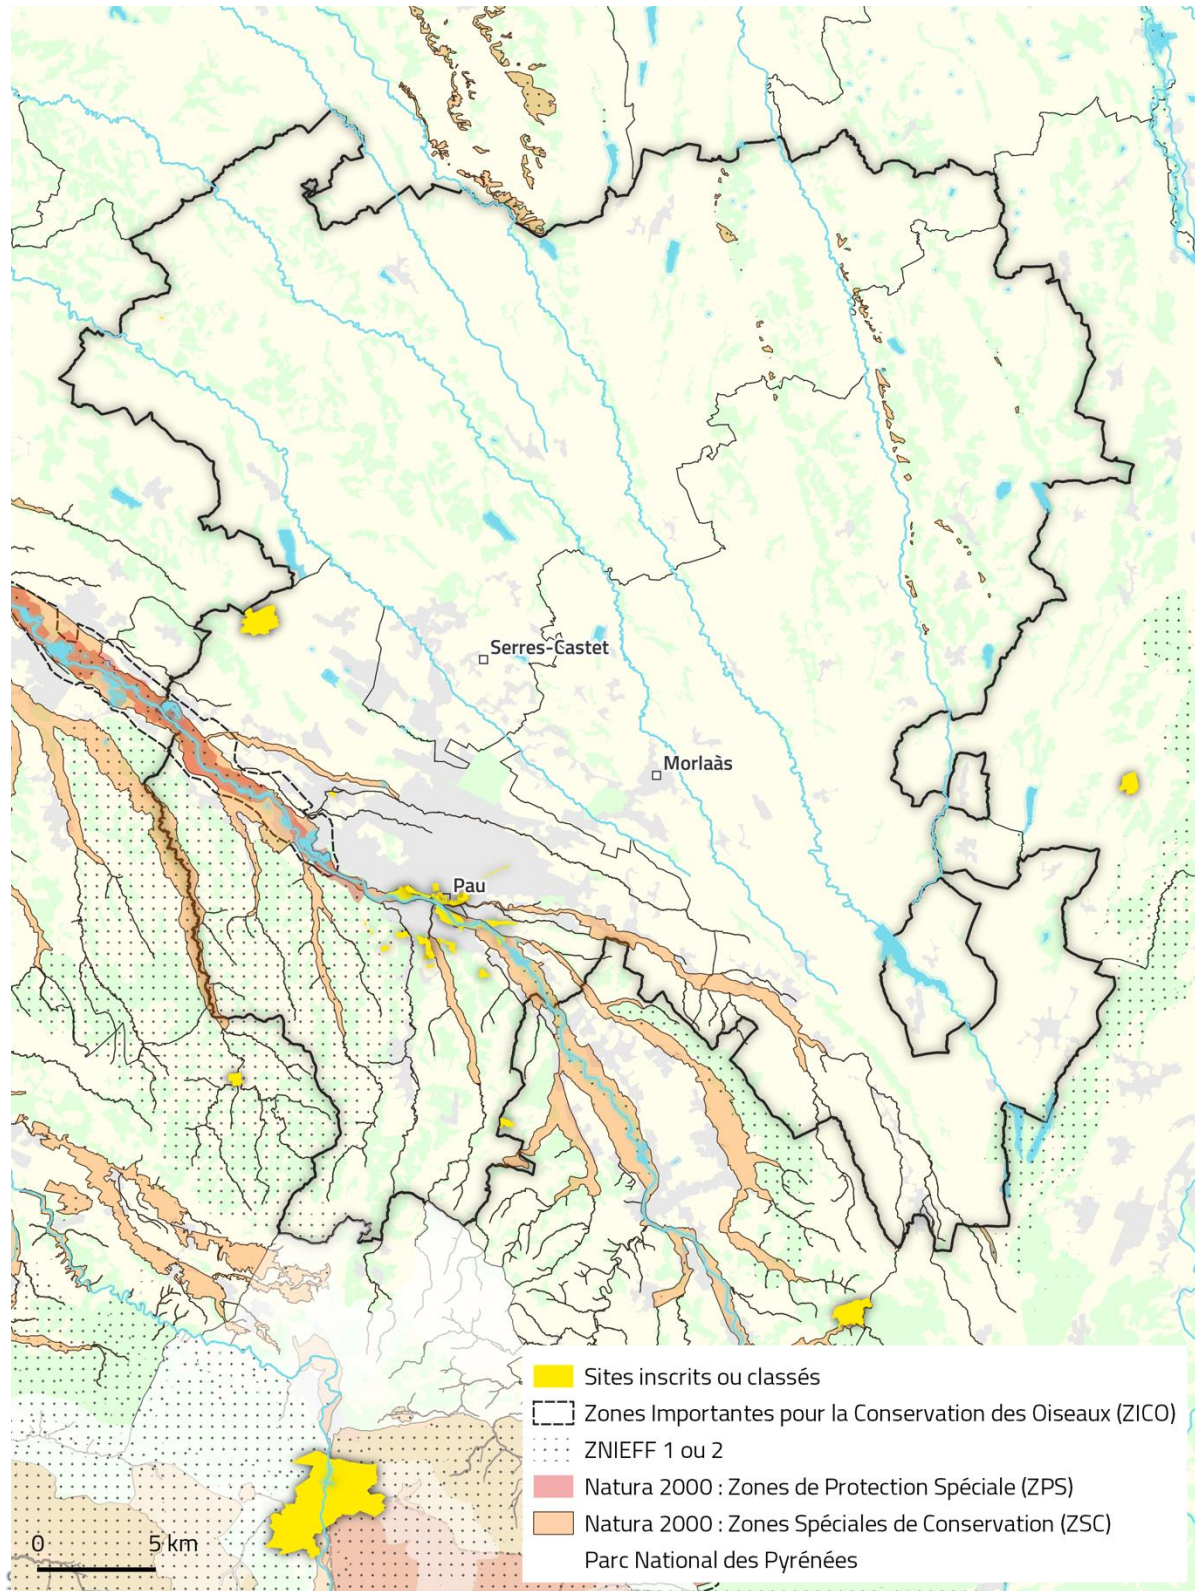 Serres-Castet
Morlaàs
Pau
Sites inscrits ou classés
Zones Importantes pour la Conservation des Oiseaux (ZICO)
ZNIEFF 1 ou 2
Natura 2000 : Zones de Protection Spéciale (ZPS)
Natura 2000 : Zones Spéciales de Conservation (ZSC)
Parc National des Pyrénées
0 5 km